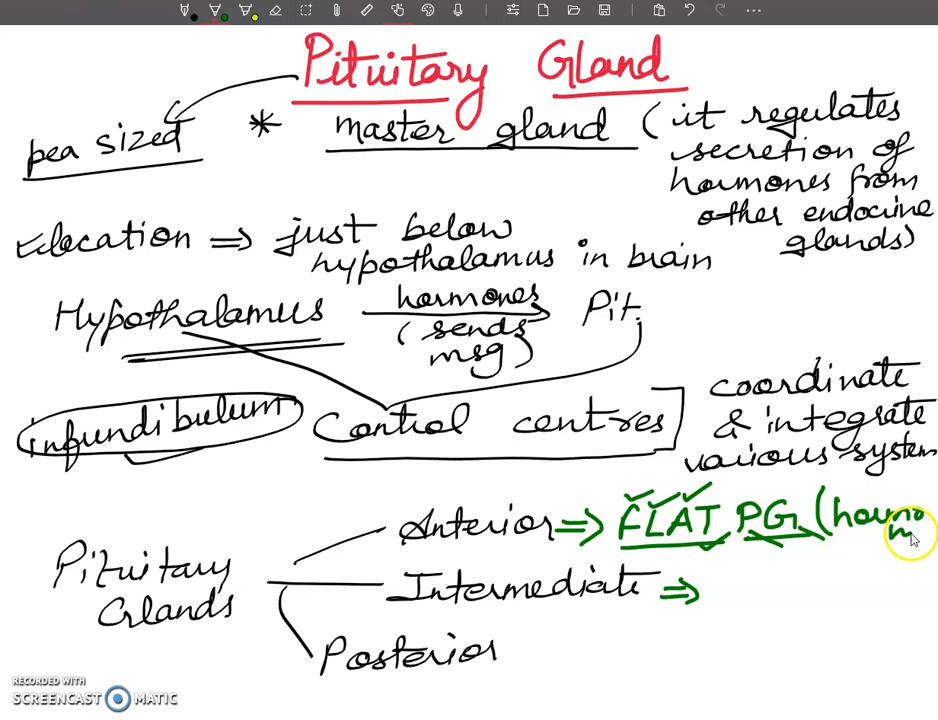 Pituitary Gland
pea sized * master gland (it regulates
secretion of
hormones from
other endocrine
glands)
location => just below
hypothalamus in brain
Hypothalamus hormones Pit.
(sends
msg)
infundibulum Control centres coordinate
& integrate
various system
Anterior => FLAT PG (hormo
n
Pituitary
Glands
Intermediate =>
Posterior
RECORDED WITH
SCREENCAST MATIC